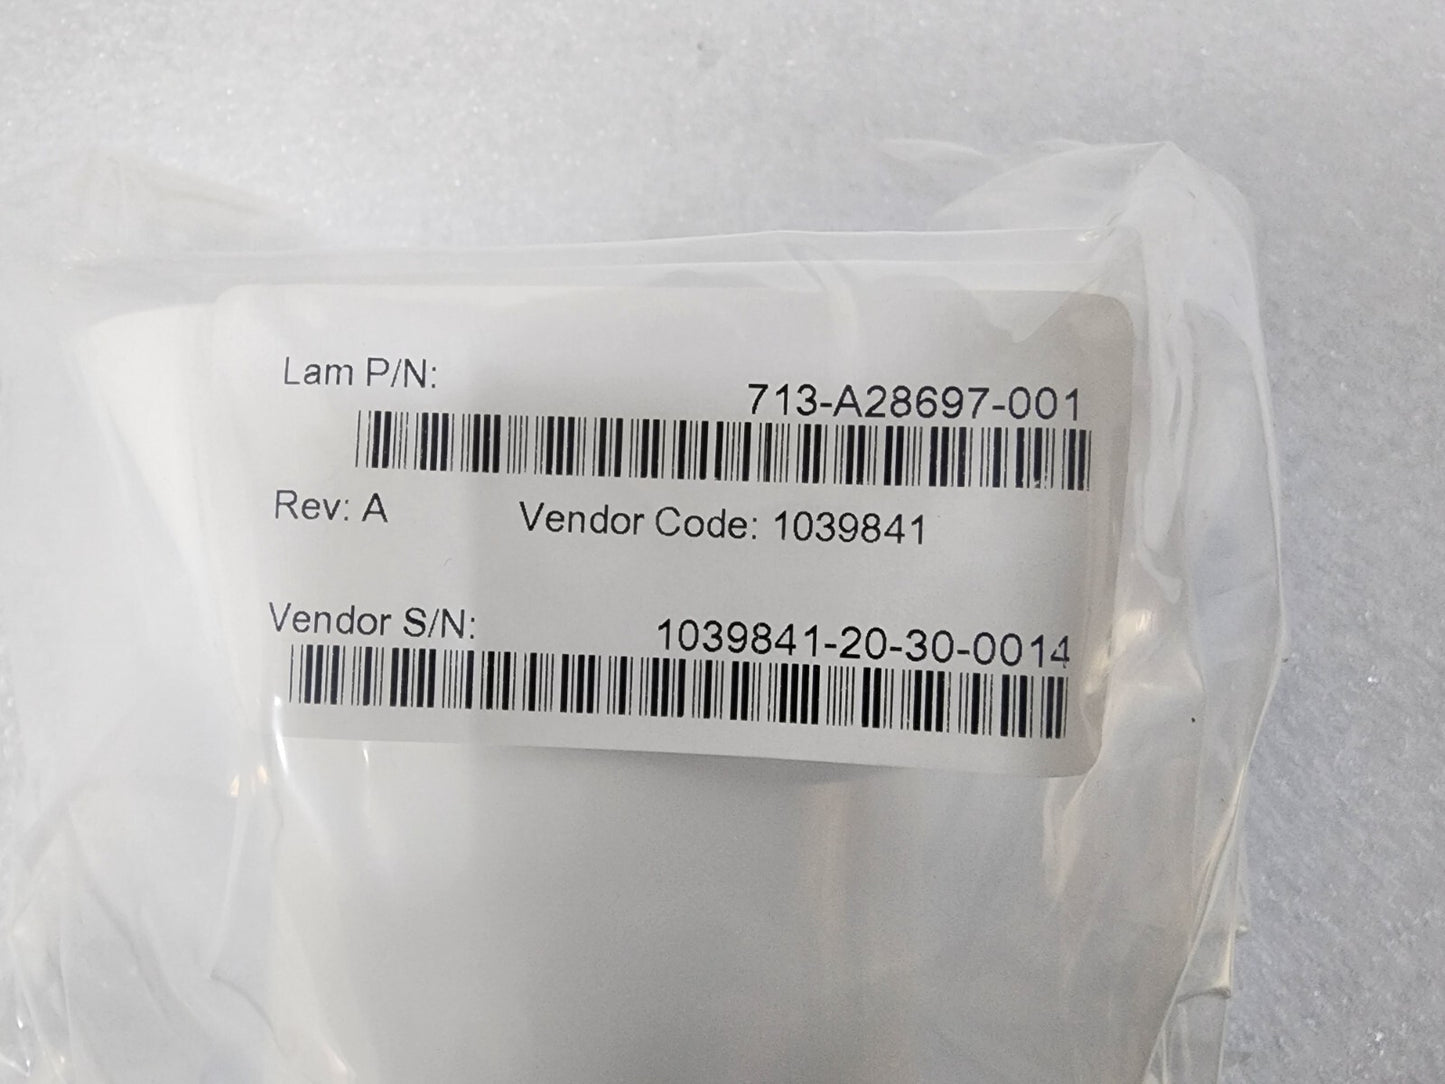 Lam P/N:
713-A28697-001
Rev: A Vendor Code: 1039841
Vendor S/N:
1039841-20-30-0014